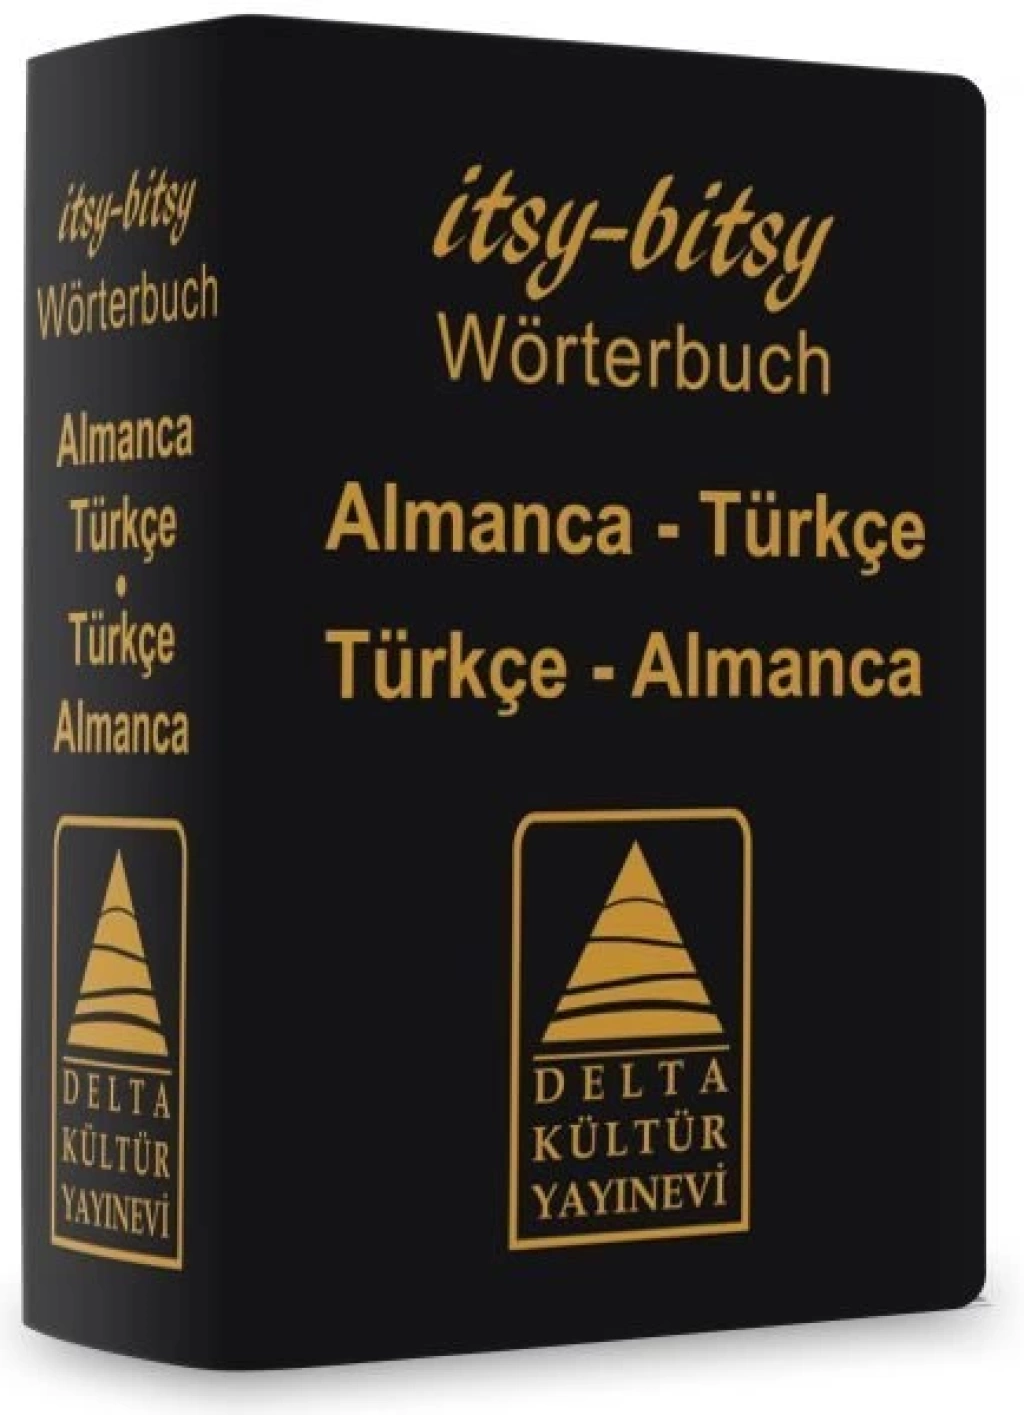 itsy-bitsy
Wörterbuch
Almanca
Türkçe
•
Türkçe
Almanca
DELTA
KÜLTÜR
YAYINEVİ
itsy-bitsy
Wörterbuch
Almanca - Türkçe
Türkçe - Almanca
DELTA
KÜLTÜR
YAYINEVİ